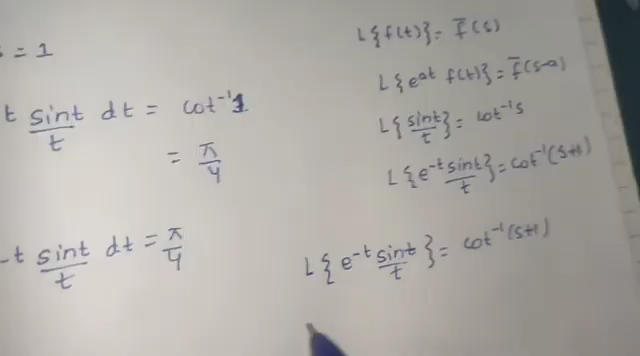 s = 1
t sint/t dt = cot⁻¹1
= π/4
-t sint/t dt = π/4
L{f(t)} = f̄(s)
L{e^at f(t)} = f̄(s-a)
L{sint/t} = cot⁻¹s
L{e^-t sint/t} = cot⁻¹(s+1)
L{e^-t sint/t} = cot⁻¹(s+1)